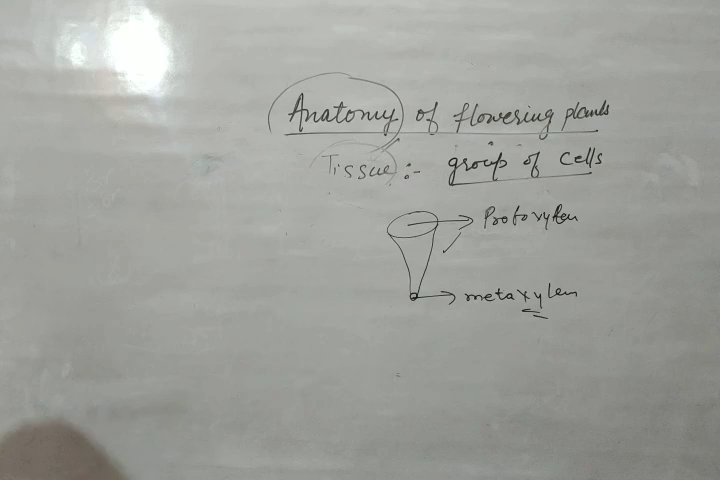 Anatomy of flowering plants
Tissue :- group of cells
Protoxylem
metaxylem